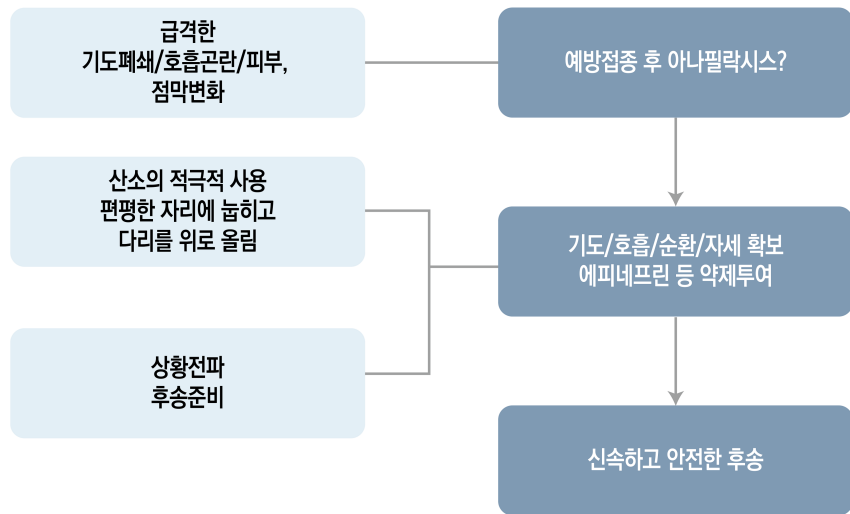 급격한
기도폐쇄/호흡곤란/피부,
점막변화
예방접종 후 아나필락시스?
산소의 적극적 사용
편평한 자리에 눕히고
다리를 위로 올림
기도/호흡/순환/자세 확보
에피네프린 등 약제투여
상황전파
후송준비
신속하고 안전한 후송